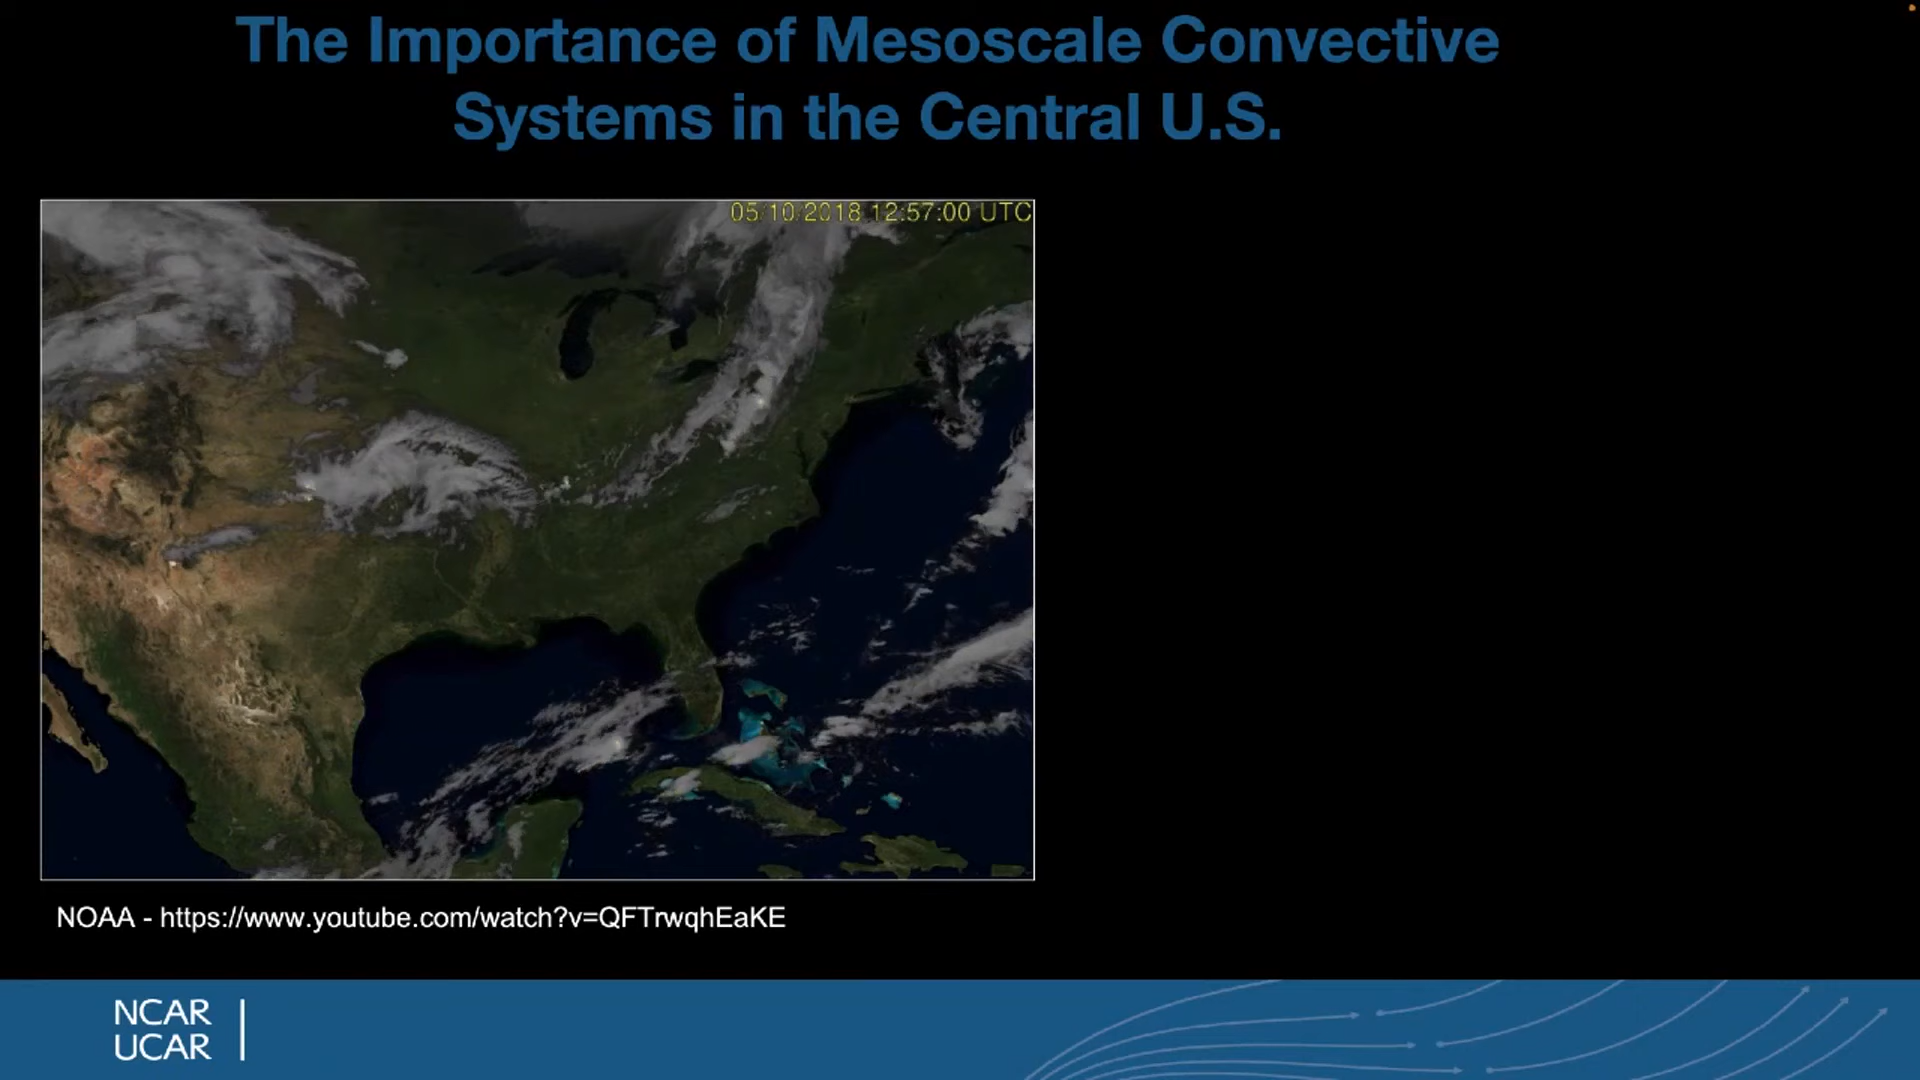 The Importance of Mesoscale Convective
Systems in the Central U.S.
05/10/2018 12:57:00 UTC
NOAA - https://www.youtube.com/watch?v=QFTrwqhEaKE
NCAR
UCAR